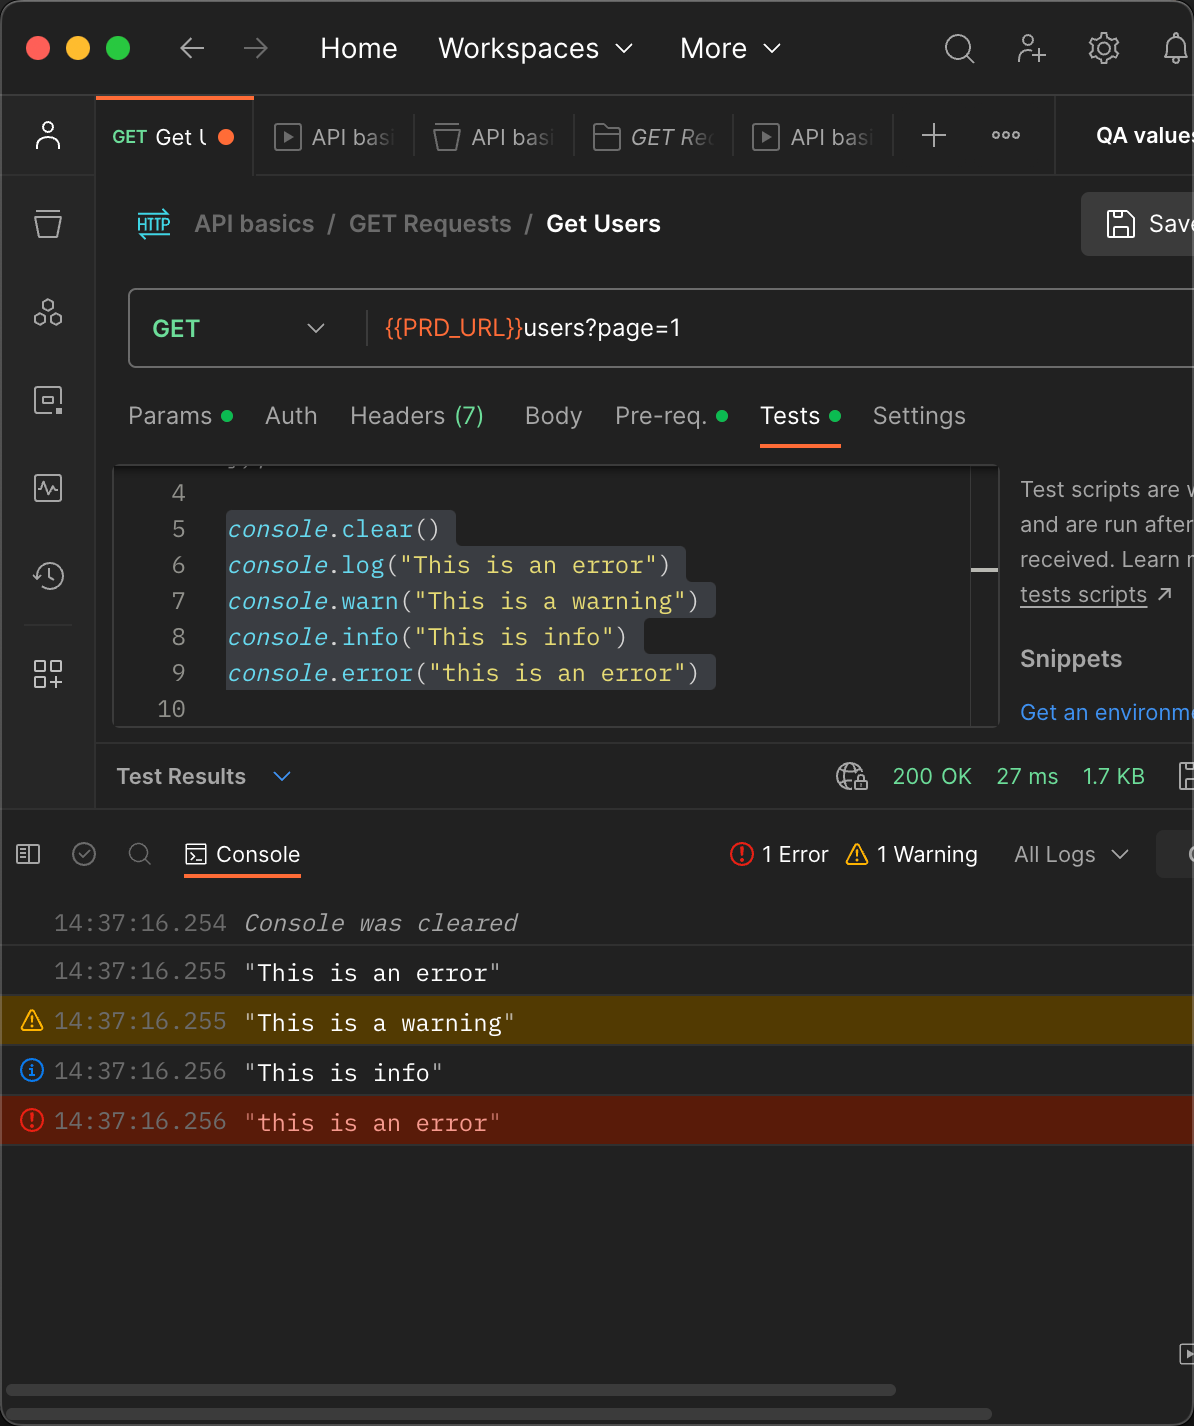 Home Workspaces More
GET Get U API basi API basi GET Rec API basi QA values
HTTP API basics / GET Requests / Get Users Save
GET {{PRD_URL}}users?page=1
Params Auth Headers (7) Body Pre-req. Tests Settings
4
5 console.clear()
6 console.log("This is an error")
7 console.warn("This is a warning")
8 console.info("This is info")
9 console.error("this is an error")
10
Test scripts are w
and are run after
received. Learn m
tests scripts ↗
Snippets
Get an environme
Test Results 200 OK 27 ms 1.7 KB
Console 1 Error 1 Warning All Logs
14:37:16.254 Console was cleared
14:37:16.255 "This is an error"
14:37:16.255 "This is a warning"
14:37:16.256 "This is info"
14:37:16.256 "this is an error"